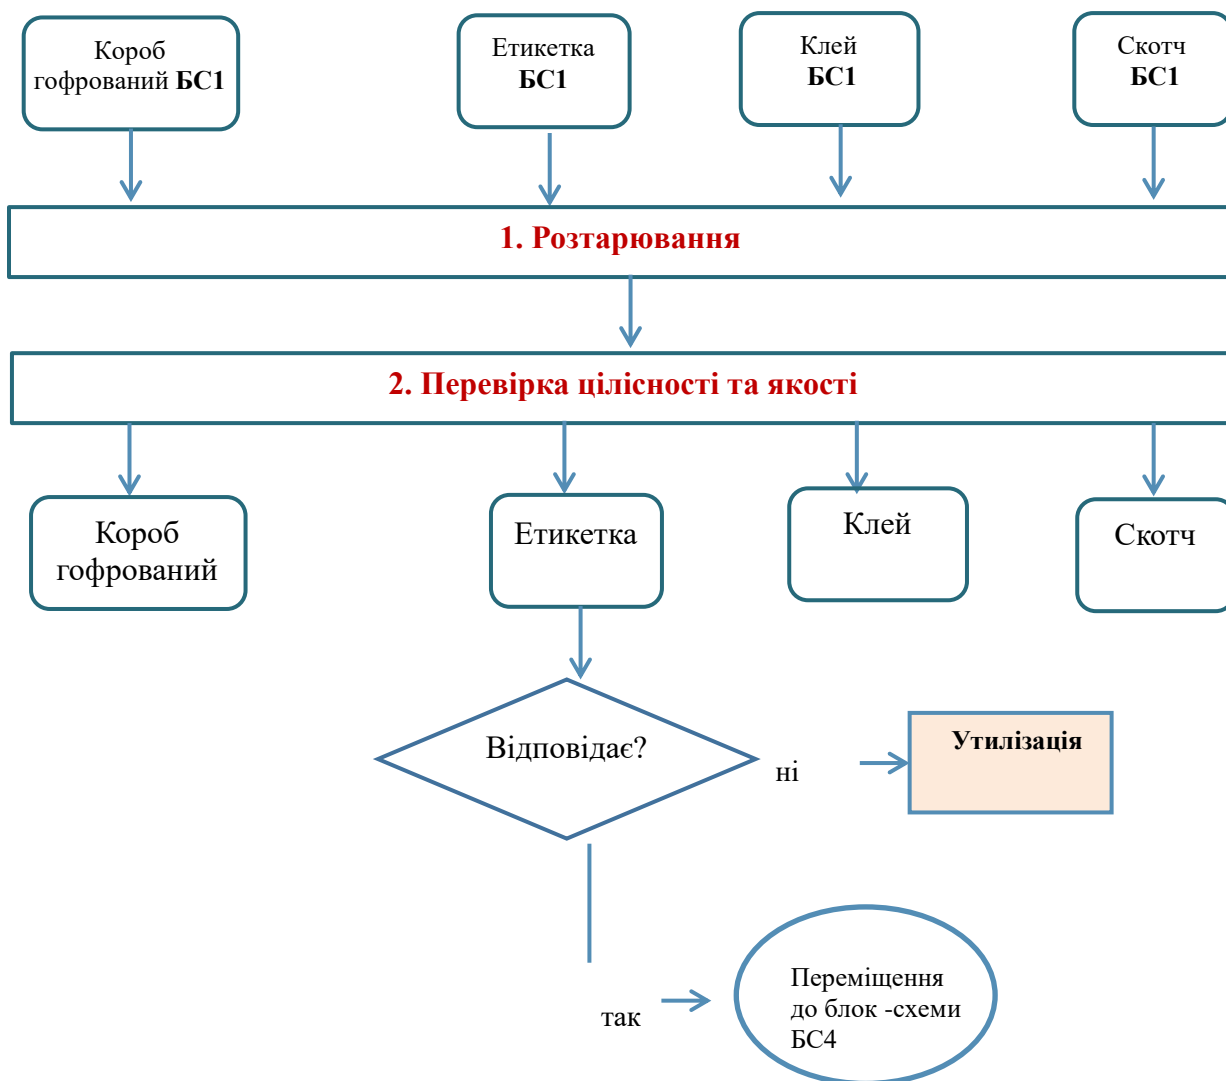 Короб
гофрований БС1
Етикетка
БС1
Клей
БС1
Скотч
БС1
1. Розтарювання
2. Перевірка цілісності та якості
Короб
гофрований
Етикетка
Клей
Скотч
Відповідає?
ні
Утилізація
так
Переміщення
до блок -схеми
БС4